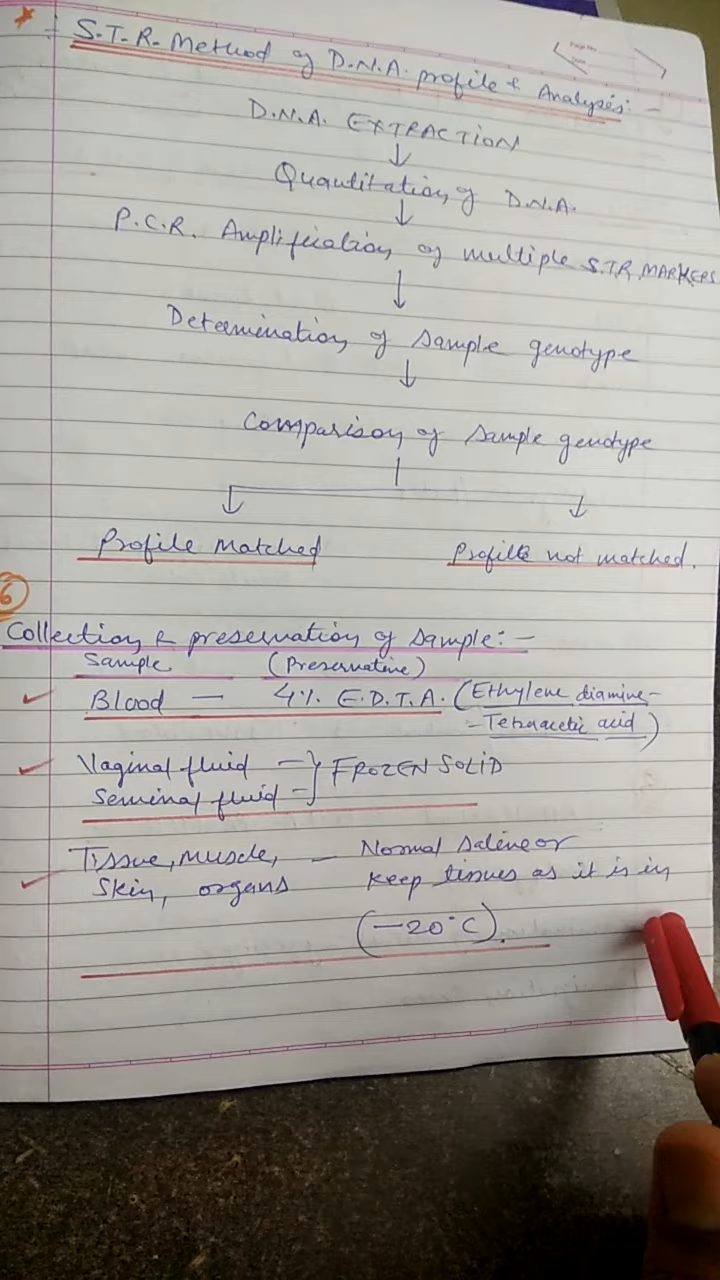 S.T.R. Method of D.N.A. profile & Analysis: -
D.N.A. EXTRACTION
↓
Quantitation of D.N.A.
↓
P.C.R. Amplification of multiple S.T.R. MARKERS
↓
Determination of sample genotype
↓
Comparison of sample genotype
Profile Matched Profile not matched.
6
Collection & preservation of sample: -
Sample (Preservative)
Blood — 4% E.D.T.A. (Ethylene diamine-
- Tetraacetic acid)
Vaginal fluid - } FROZEN SOLID
Seminal fluid -
Tissue, Muscle, — Normal Saline or
Skin, organs keep tissues as it is in
(-20°C).